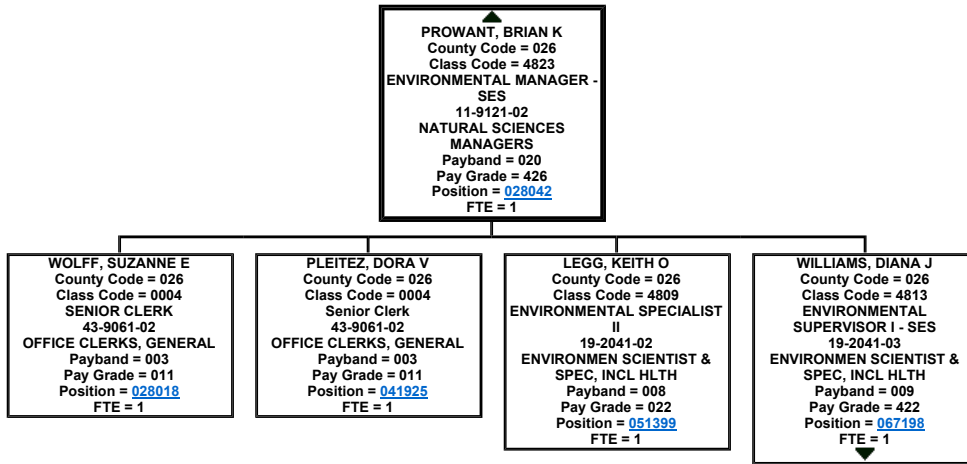 PROWANT, BRIAN K
County Code = 026
Class Code = 4823
ENVIRONMENTAL MANAGER -
SES
11-9121-02
NATURAL SCIENCES
MANAGERS
Payband = 020
Pay Grade = 426
Position = 028042
FTE = 1
WOLFF, SUZANNE E
County Code = 026
Class Code = 0004
SENIOR CLERK
43-9061-02
OFFICE CLERKS, GENERAL
Payband = 003
Pay Grade = 011
Position = 028018
FTE = 1
PLEITEZ, DORA V
County Code = 026
Class Code = 0004
Senior Clerk
43-9061-02
OFFICE CLERKS, GENERAL
Payband = 003
Pay Grade = 011
Position = 041925
FTE = 1
LEGG, KEITH O
County Code = 026
Class Code = 4809
ENVIRONMENTAL SPECIALIST
II
19-2041-02
ENVIRONMEN SCIENTIST &
SPEC, INCL HLTH
Payband = 008
Pay Grade = 022
Position = 051399
FTE = 1
WILLIAMS, DIANA J
County Code = 026
Class Code = 4813
ENVIRONMENTAL
SUPERVISOR I - SES
19-2041-03
ENVIRONMEN SCIENTIST &
SPEC, INCL HLTH
Payband = 009
Pay Grade = 422
Position = 067198
FTE = 1